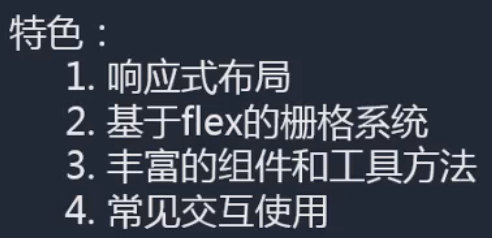 特色：
1. 响应式布局
2. 基于flex的栅格系统
3. 丰富的组件和工具方法
4. 常见交互使用